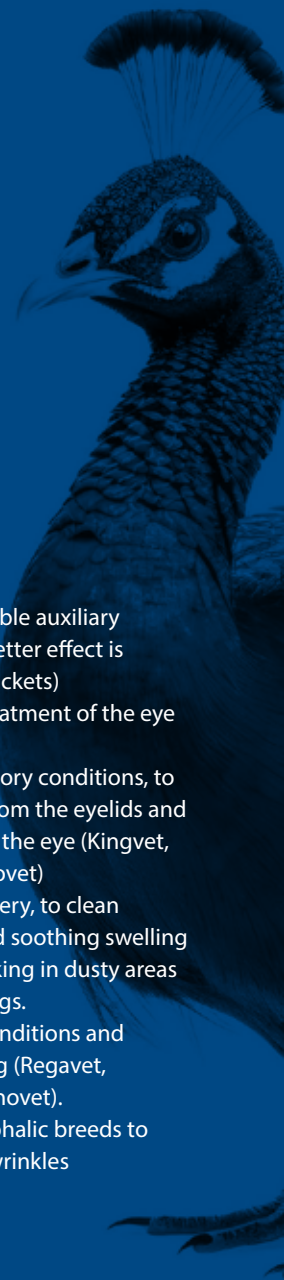 ble auxiliary
etter effect is
ckets)
atment of the eye
ory conditions, to
om the eyelids and
the eye (Kingvet,
ovet)
ery, to clean
d soothing swelling
king in dusty areas
gs.
nditions and
g (Regavet,
novet).
phalic breeds to
wrinkles